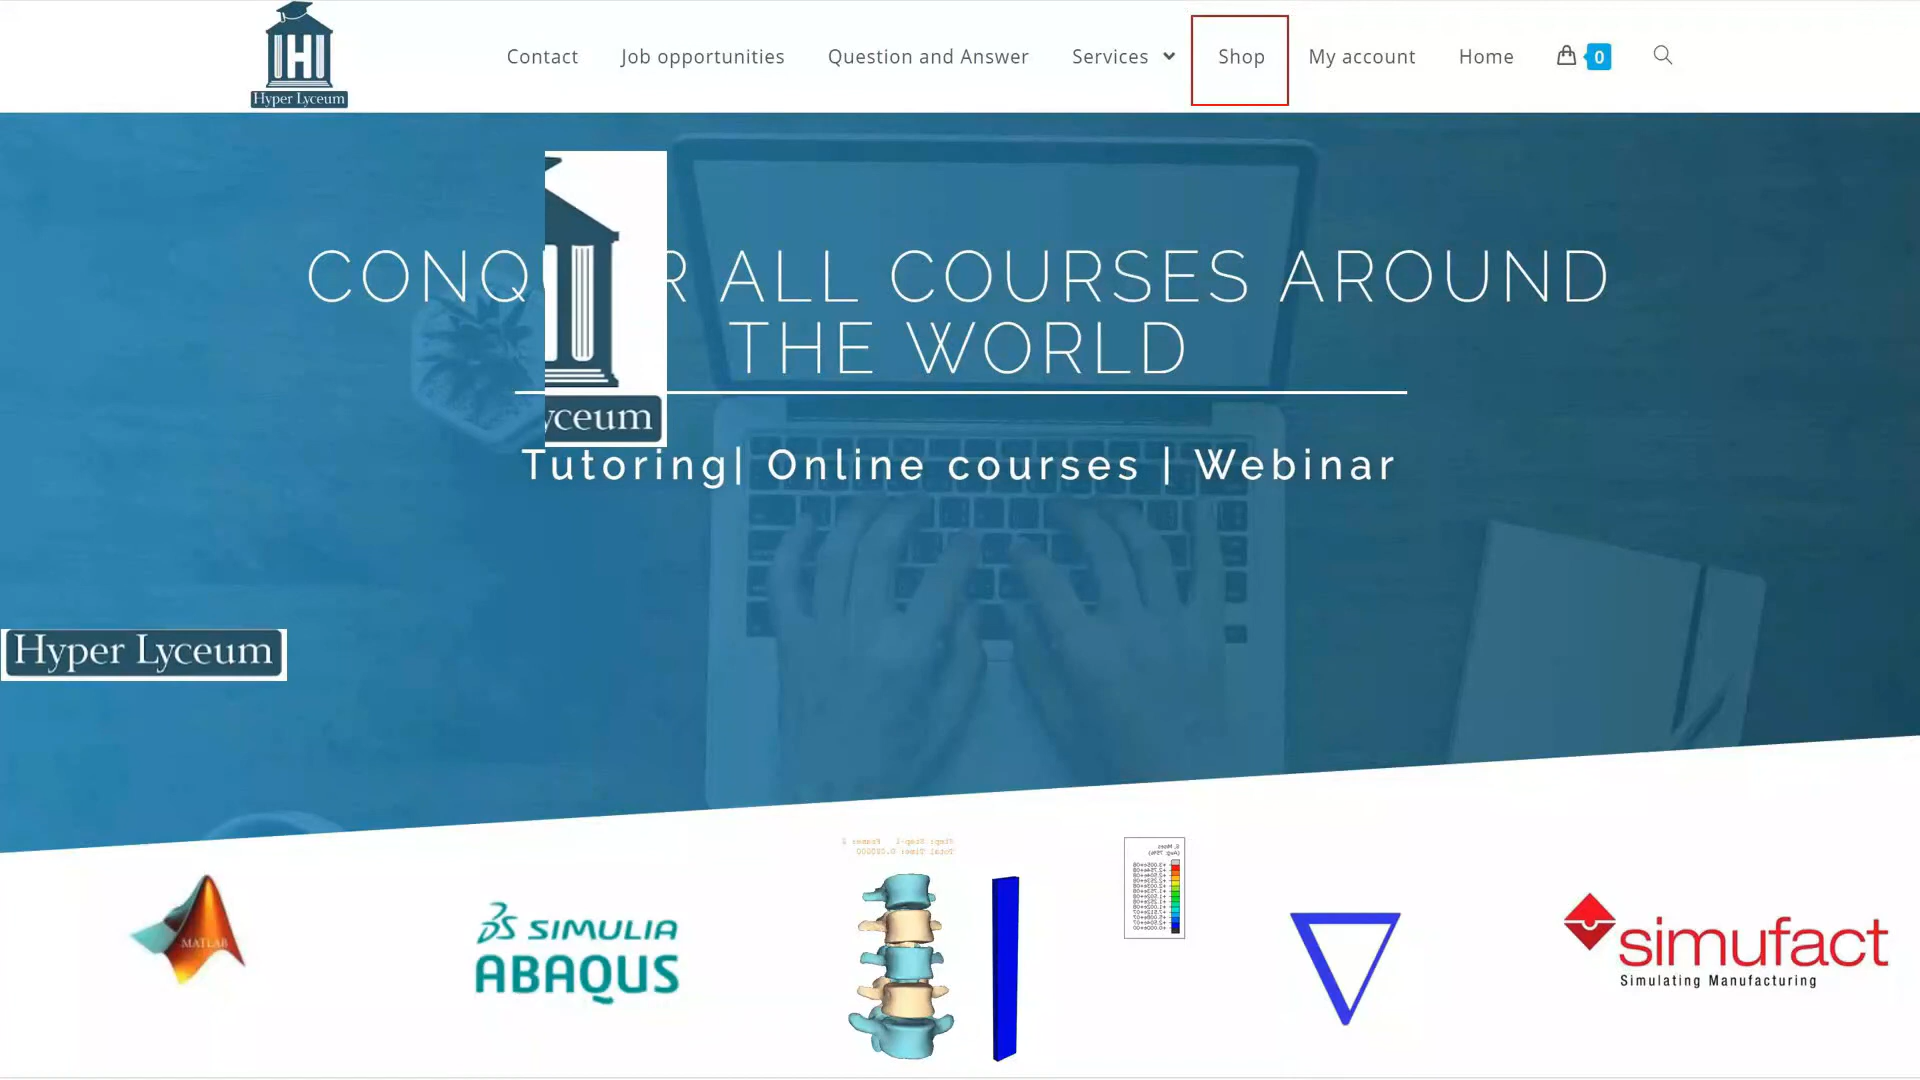 Hyper Lyceum
Contact
Job opportunities
Question and Answer
Services
Shop
My account
Home
0
CONQ R ALL COURSES AROUND
THE WORLD
yceum
Tutoring| Online courses | Webinar
Hyper Lyceum
MATLAB
SIMULIA
ABAQUS
simufact
Simulating Manufacturing